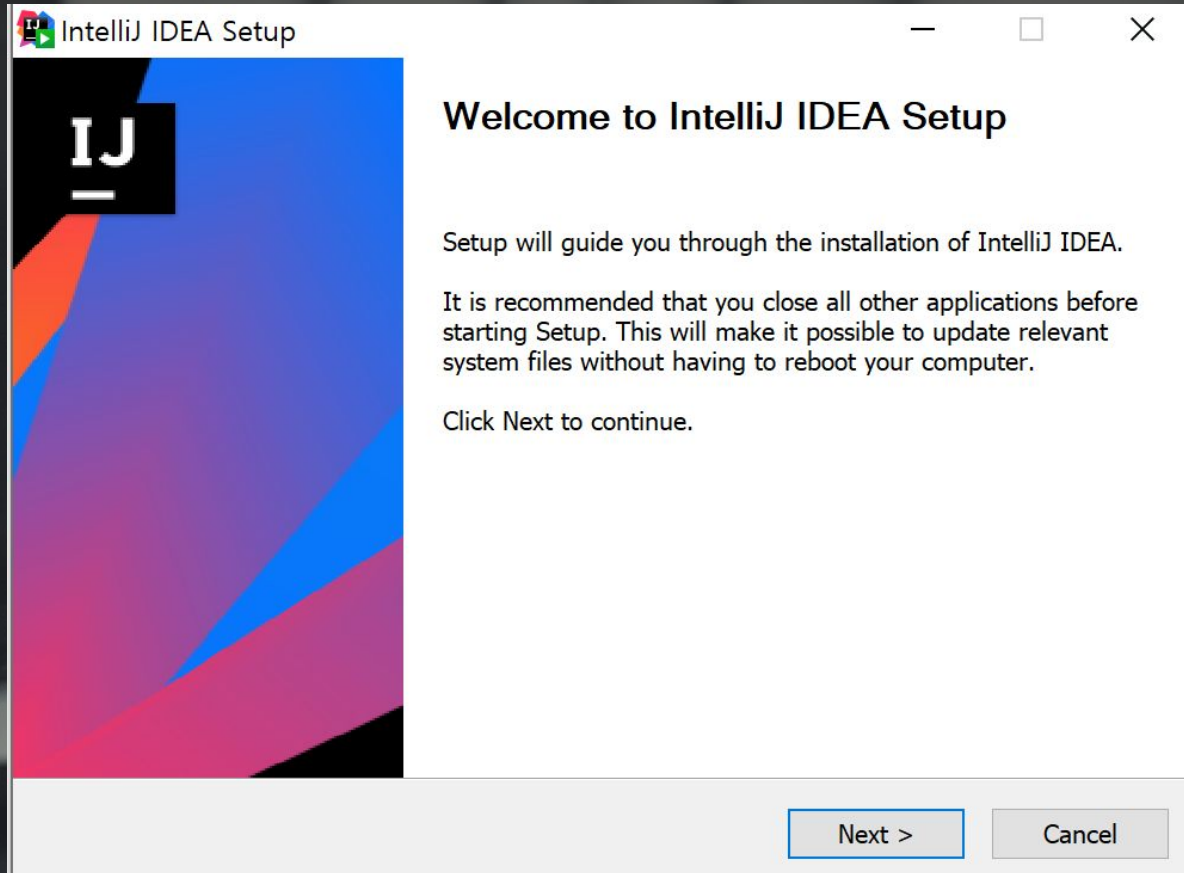 IntelliJ IDEA Setup
IJ
Welcome to IntelliJ IDEA Setup
Setup will guide you through the installation of IntelliJ IDEA.
It is recommended that you close all other applications before
starting Setup. This will make it possible to update relevant
system files without having to reboot your computer.
Click Next to continue.
Next >
Cancel